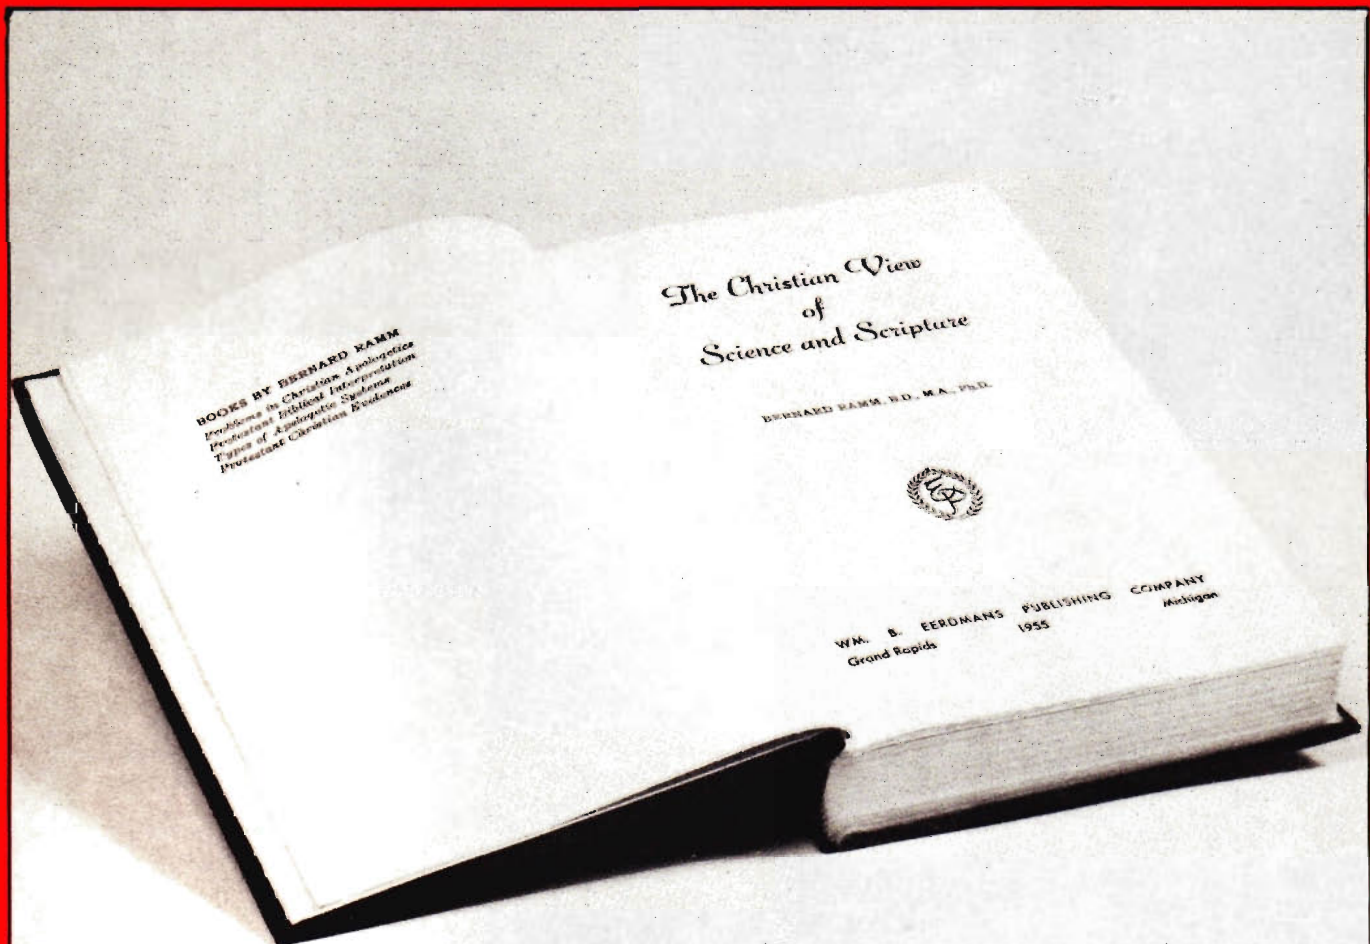 BOOKS BY BERNARD RAMM
Problems in Christian Apologetics
Protestant Biblical Interpretation
Types of Apologetic Systems
Protestant Christian Evidences
The Christian View
of
Science and Scripture
BERNARD RAMM, B.D., M.A., Ph.D.
WM. B. EERDMANS PUBLISHING COMPANY
Grand Rapids 1955 Michigan